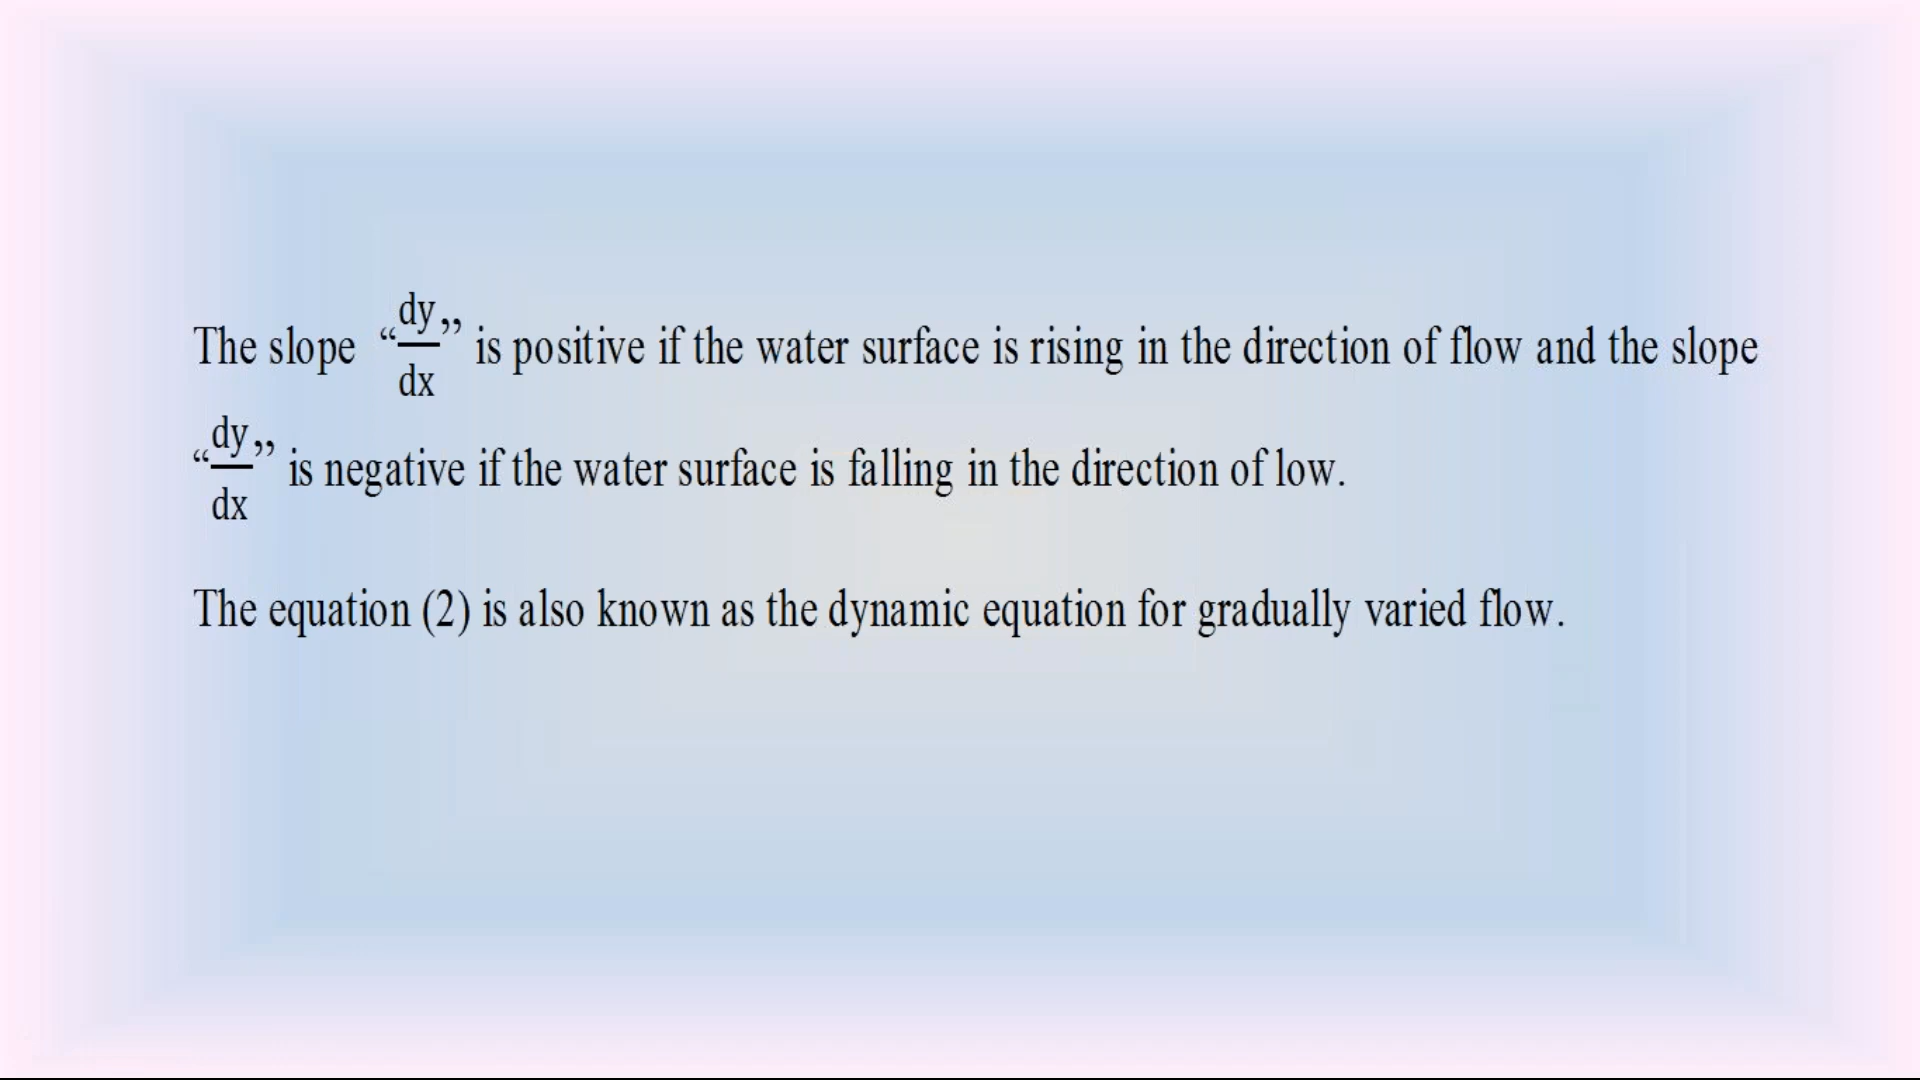 The slope “dy/dx” is positive if the water surface is rising in the direction of flow and the slope
“dy/dx” is negative if the water surface is falling in the direction of low.
The equation (2) is also known as the dynamic equation for gradually varied flow.